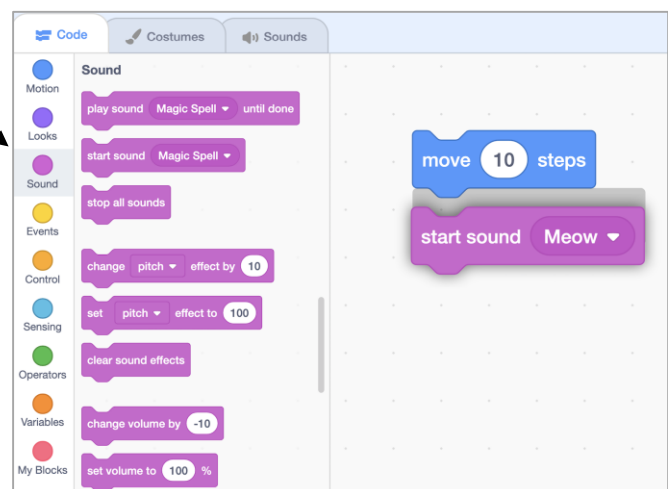 Code Costumes Sounds
Motion
Looks
Sound
Events
Control
Sensing
Operators
Variables
My Blocks
Sound
play sound Magic Spell until done
start sound Magic Spell
stop all sounds
change pitch effect by 10
set pitch effect to 100
clear sound effects
change volume by -10
set volume to 100 %
move 10 steps
start sound Meow